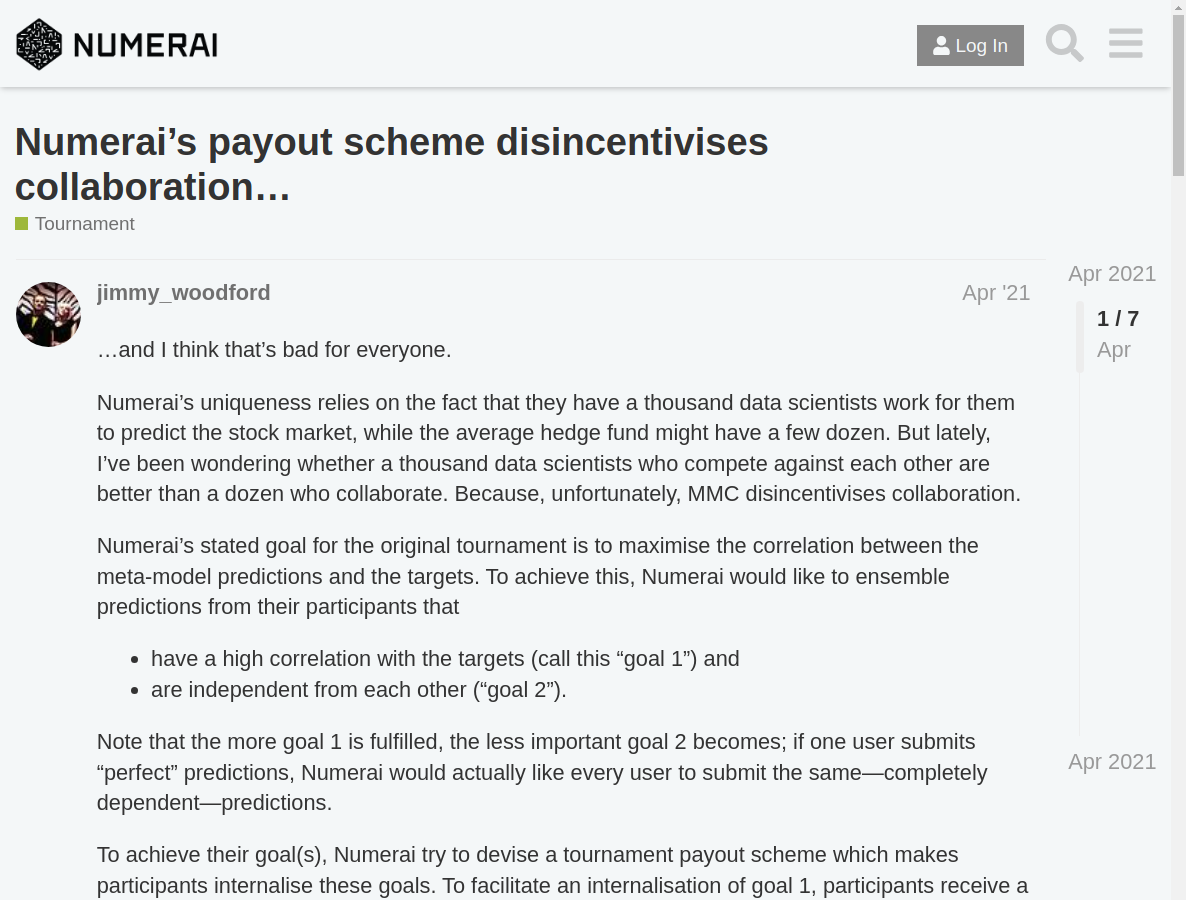 NUMERAI
Log In
Numerai’s payout scheme disincentivises
collaboration…
Tournament
jimmy_woodford
Apr '21
Apr 2021
1 / 7
Apr
…and I think that’s bad for everyone.
Numerai’s uniqueness relies on the fact that they have a thousand data scientists work for them
to predict the stock market, while the average hedge fund might have a few dozen. But lately,
I’ve been wondering whether a thousand data scientists who compete against each other are
better than a dozen who collaborate. Because, unfortunately, MMC disincentivises collaboration.
Numerai’s stated goal for the original tournament is to maximise the correlation between the
meta-model predictions and the targets. To achieve this, Numerai would like to ensemble
predictions from their participants that
• have a high correlation with the targets (call this “goal 1”) and
• are independent from each other (“goal 2”).
Note that the more goal 1 is fulfilled, the less important goal 2 becomes; if one user submits
“perfect” predictions, Numerai would actually like every user to submit the same—completely
dependent—predictions.
Apr 2021
To achieve their goal(s), Numerai try to devise a tournament payout scheme which makes
participants internalise these goals. To facilitate an internalisation of goal 1, participants receive a